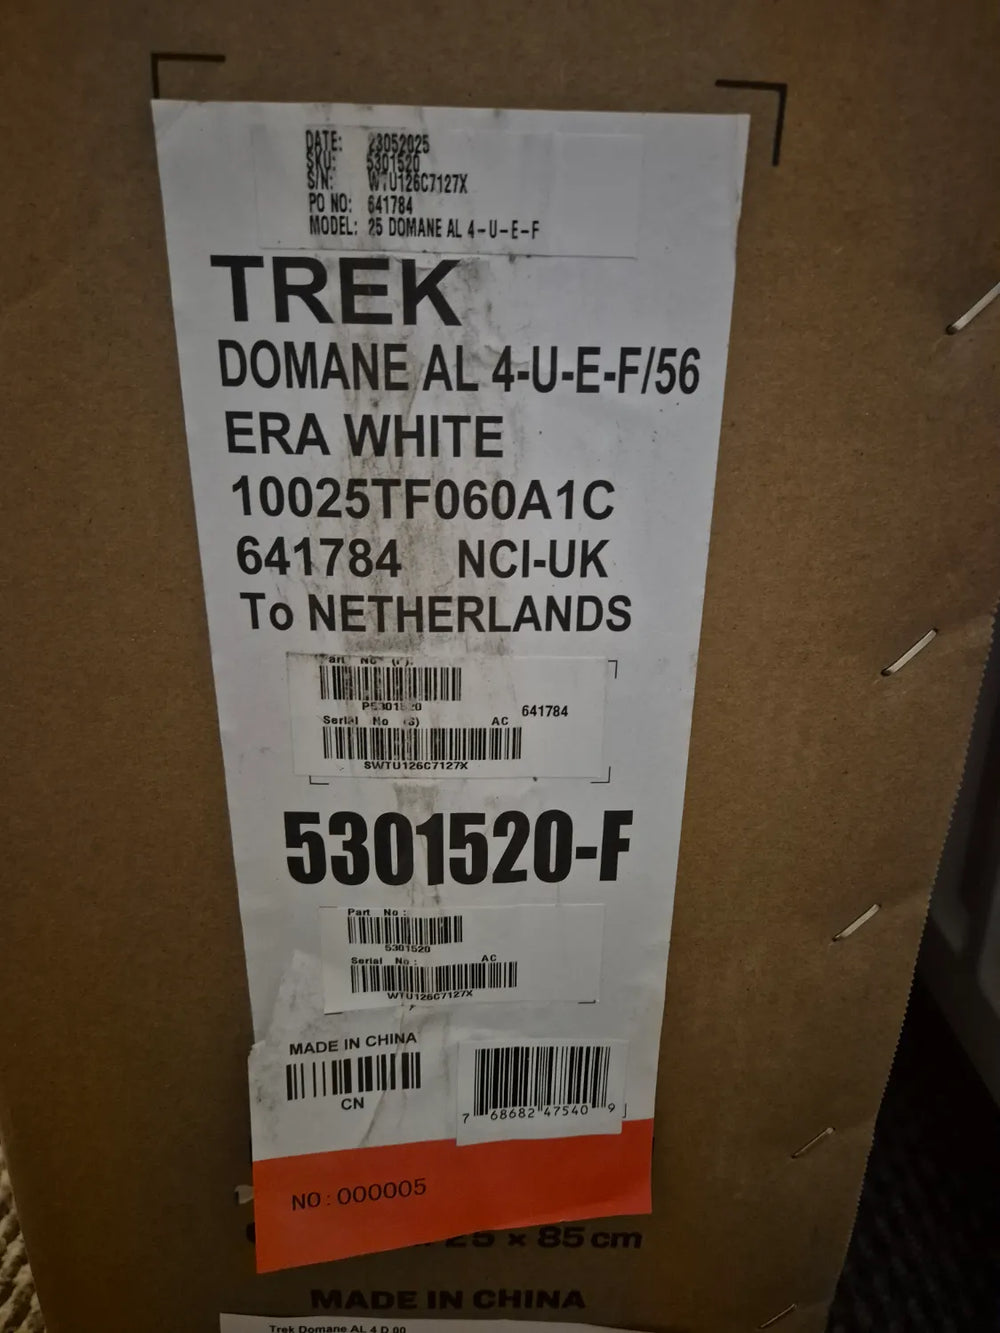 DATE: 23052025
SKU: 5301520
S/N: WTU126C7127X
PO NO: 641784
MODEL: 25 DOMANE AL 4-U-E-F
TREK
DOMANE AL 4-U-E-F/56
ERA WHITE
10025TF060A1C
641784 NCI-UK
To NETHERLANDS
Part No (P):
P5301520
641784
Serial No (S) AC
SWTU126C7127X
5301520-F
Part No :
5301520
Serial No : AC
WTU126C7127X
MADE IN CHINA
CN
7 68682 47540 9
NO:000005
25 × 85 cm
MADE IN CHINA
Trek Domane AL 4 D 00